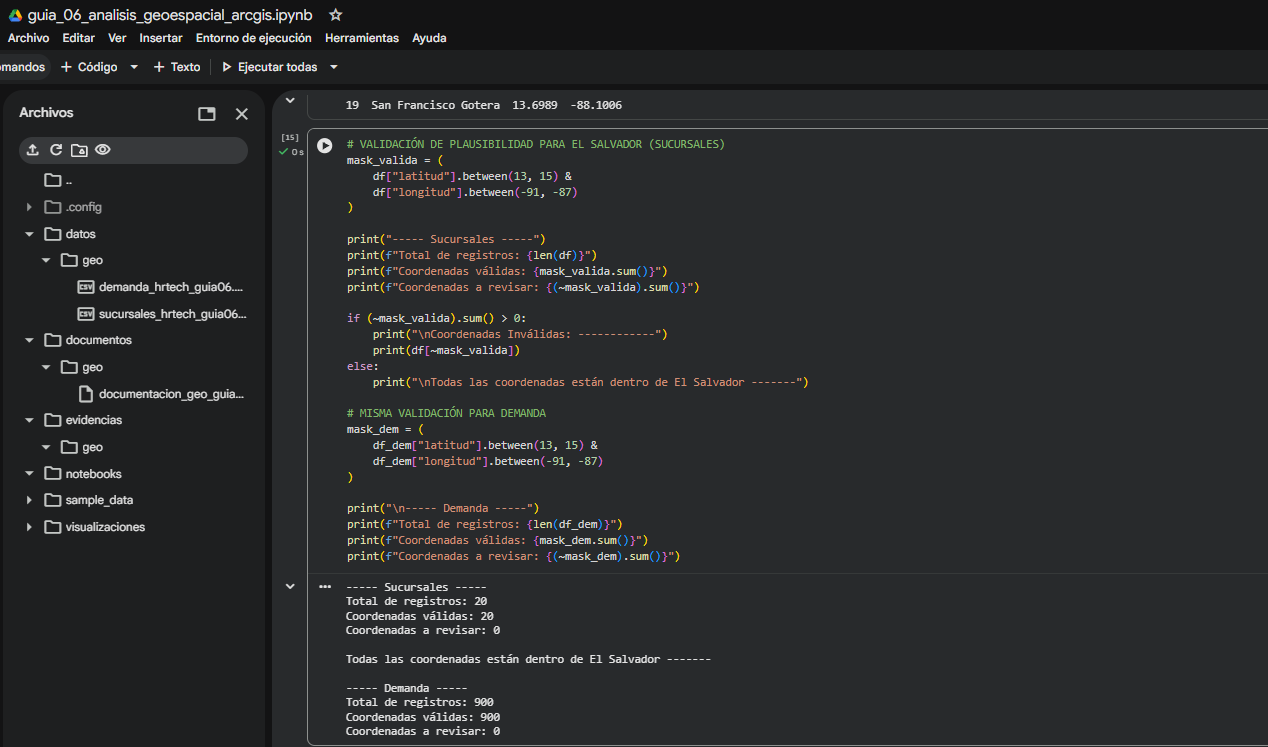 guia_06_analisis_geoespacial_arcgis.ipynb
Archivo Editar Ver Insertar Entorno de ejecución Herramientas Ayuda
omandos + Código + Texto Ejecutar todas
Archivos
..
.config
datos
geo
demanda_hrtech_guia06....
sucursales_hrtech_guia06...
documentos
geo
documentacion_geo_guia...
evidencias
geo
notebooks
sample_data
visualizaciones
19 San Francisco Gotera 13.6989 -88.1006
[15]
0 s
# VALIDACIÓN DE PLAUSIBILIDAD PARA EL SALVADOR (SUCURSALES)
mask_valida = (
    df["latitud"].between(13, 15) &
    df["longitud"].between(-91, -87)
)
print("----- Sucursales -----")
print(f"Total de registros: {len(df)}")
print(f"Coordenadas válidas: {mask_valida.sum()}")
print(f"Coordenadas a revisar: {(~mask_valida).sum()}")
if (~mask_valida).sum() > 0:
    print("\nCoordenadas Inválidas: ------------")
    print(df[~mask_valida])
else:
    print("\nTodas las coordenadas están dentro de El Salvador -------")
# MISMA VALIDACIÓN PARA DEMANDA
mask_dem = (
    df_dem["latitud"].between(13, 15) &
    df_dem["longitud"].between(-91, -87)
)
print("\n----- Demanda -----")
print(f"Total de registros: {len(df_dem)}")
print(f"Coordenadas válidas: {mask_dem.sum()}")
print(f"Coordenadas a revisar: {(~mask_dem).sum()}")
----- Sucursales -----
Total de registros: 20
Coordenadas válidas: 20
Coordenadas a revisar: 0
Todas las coordenadas están dentro de El Salvador -------
----- Demanda -----
Total de registros: 900
Coordenadas válidas: 900
Coordenadas a revisar: 0